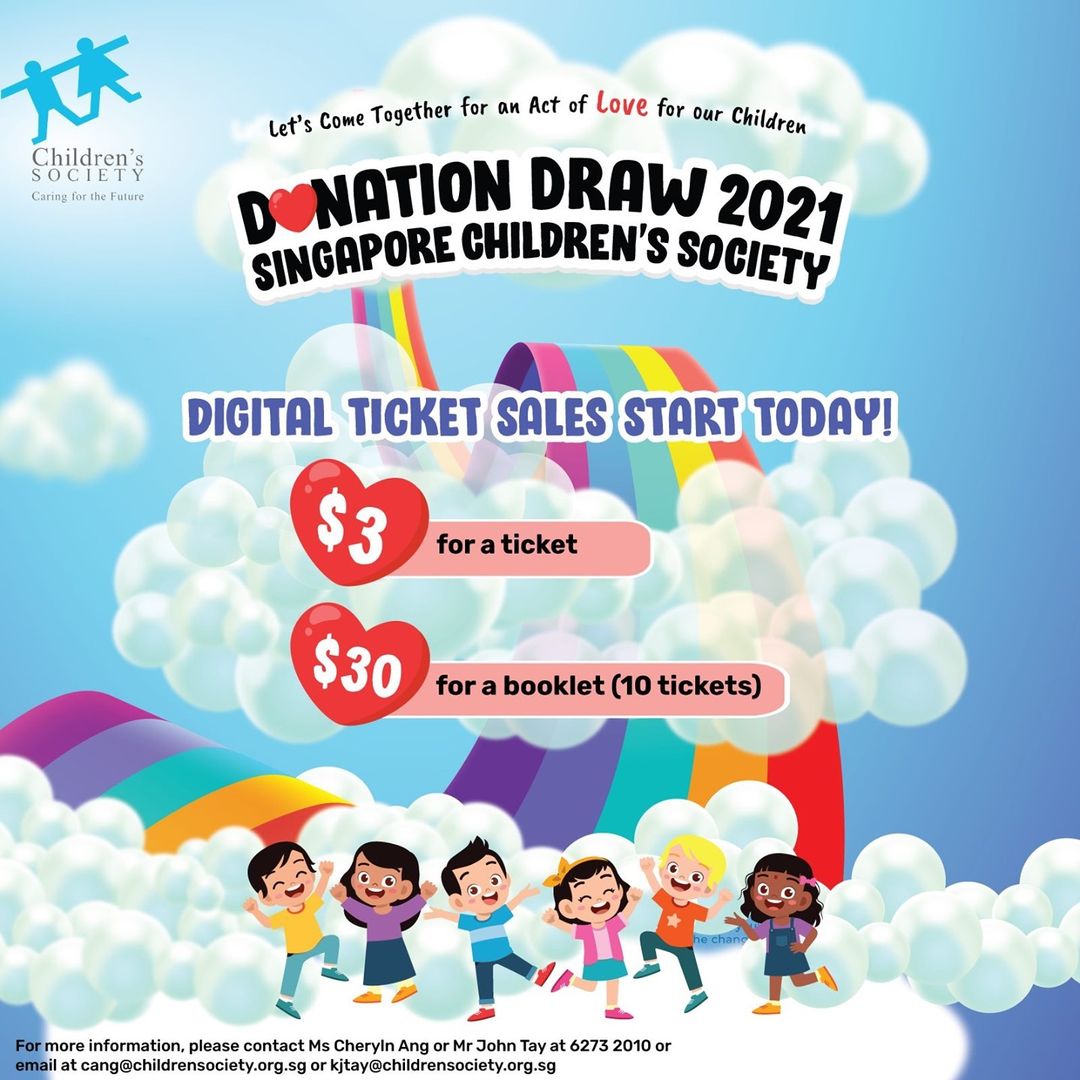 Children's
SOCIETY
Caring for the Future
Let's Come Together for an Act of Love for our Children
DONATION DRAW 2021
SINGAPORE CHILDREN'S SOCIETY
DIGITAL TICKET SALES START TODAY!
$3 for a ticket
$30 for a booklet (10 tickets)
For more information, please contact Ms Cheryln Ang or Mr John Tay at 6273 2010 or
email at cang@childrensociety.org.sg or kjtay@childrensociety.org.sg